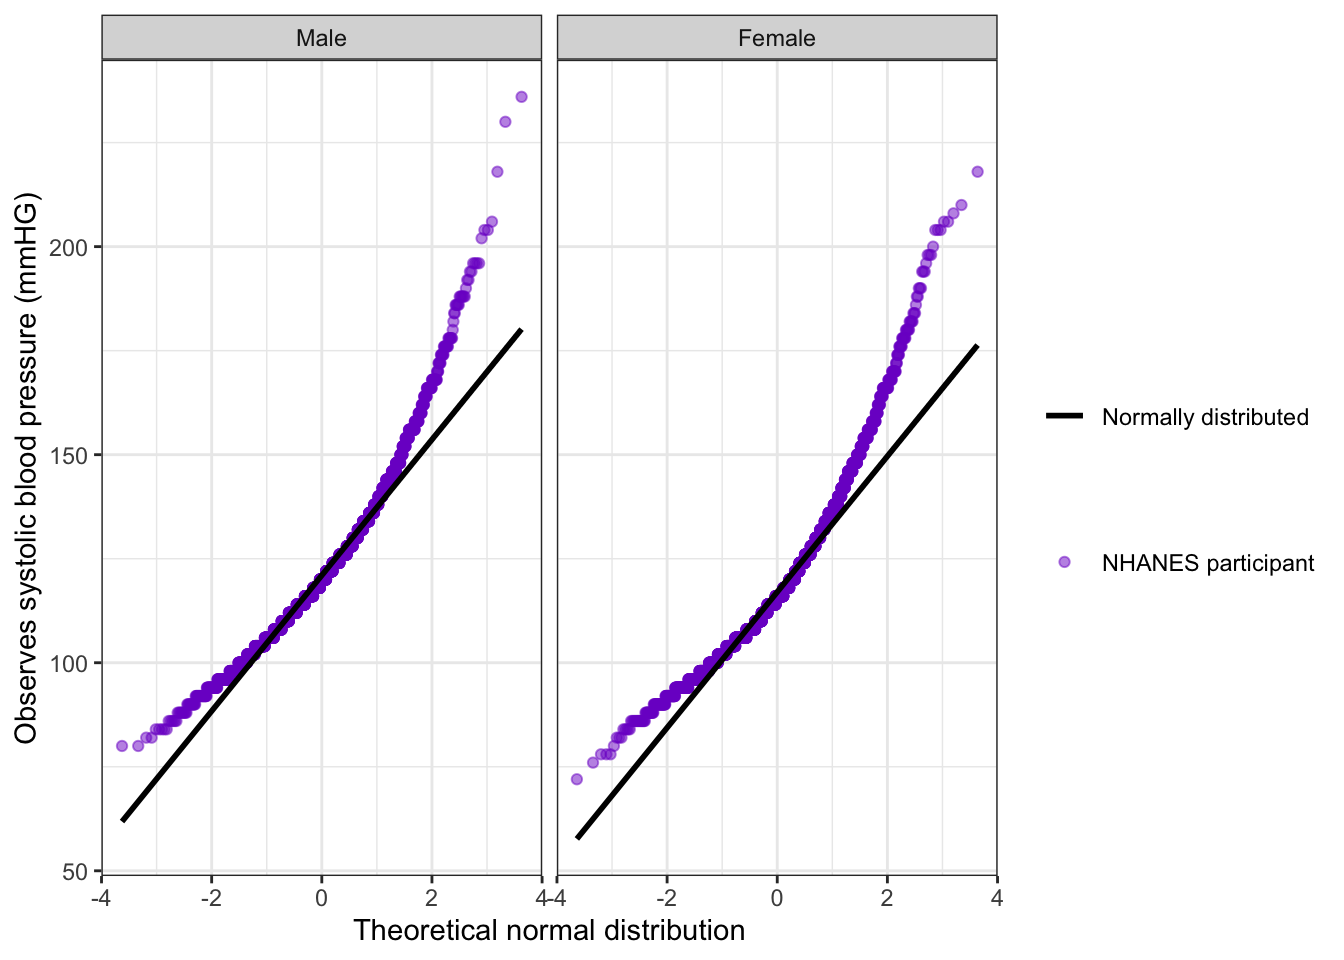 Male
Female
Observes systolic blood pressure (mmHG)
200
150
100
50
-4
-2
0
2
4
-4
-2
0
2
4
Theoretical normal distribution
Normally distributed
NHANES participant